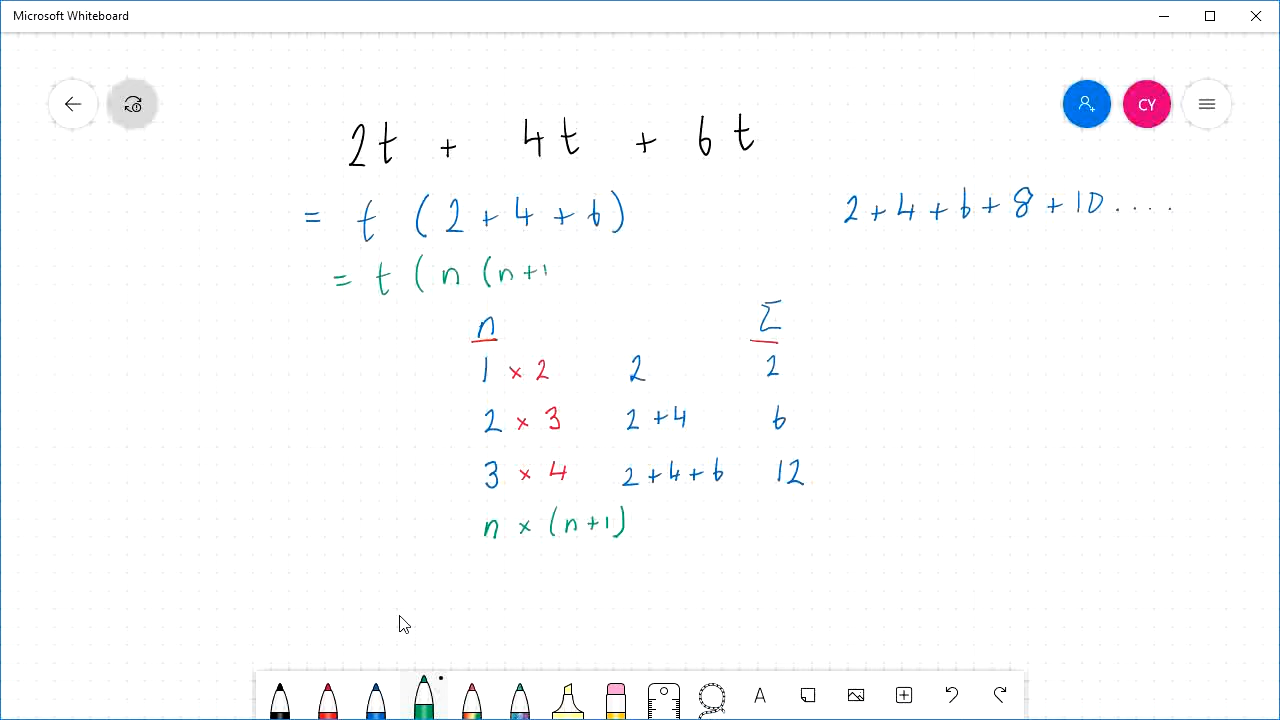 Microsoft Whiteboard
CY
2t + 4t + 6t
= t (2+4+6)
2+4+6+8+10....
= t (n (n+1
n Σ
1 × 2 2 2
2 × 3 2+4 6
3 × 4 2+4+6 12
n × (n+1)
A